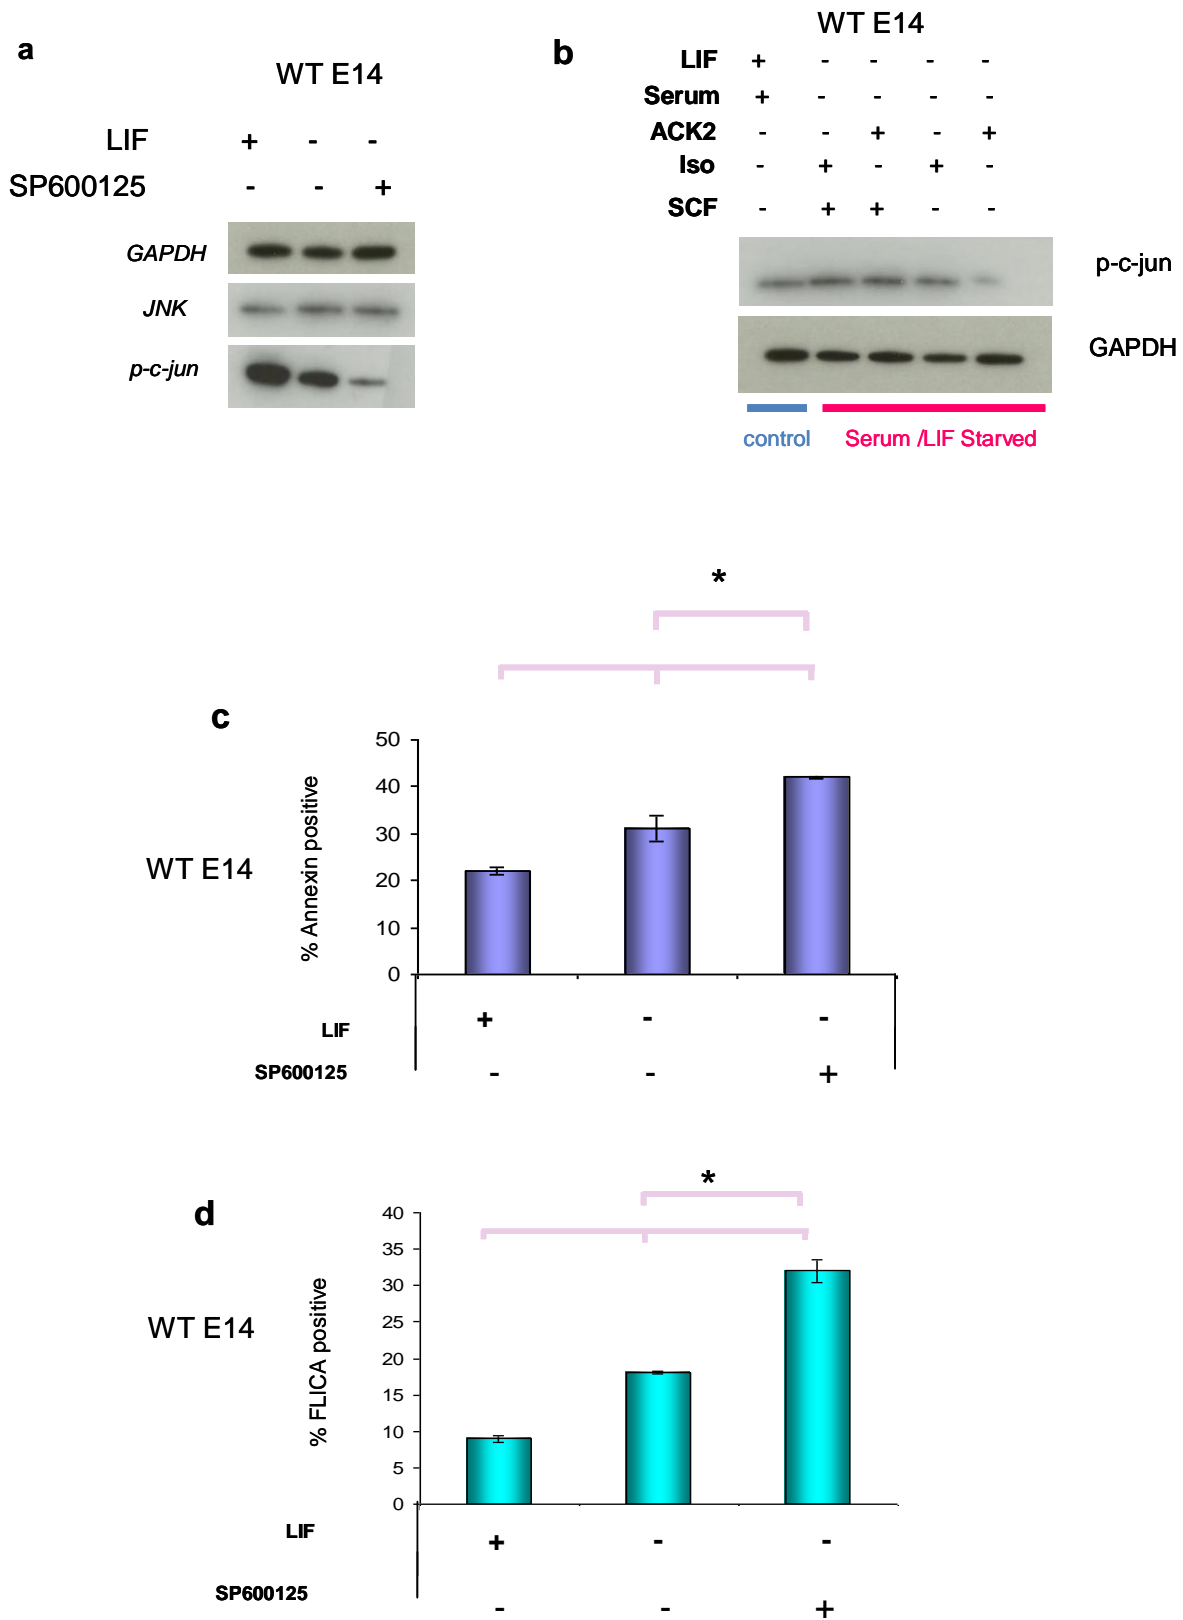 a
WT E14
LIF + - -
SP600125 - - +
GAPDH
JNK
p-c-jun
b
WT E14
LIF + - - - -
Serum + - - - -
ACK2 - - + - +
Iso - + - + -
SCF - + + - -
p-c-jun
GAPDH
control Serum /LIF Starved
*
c
WT E14
% Annexin positive
50
40
30
20
10
0
LIF + - -
SP600125 - - +
*
d
WT E14
% FLICA positive
40
35
30
25
20
15
10
5
0
LIF + - -
SP600125 - - +